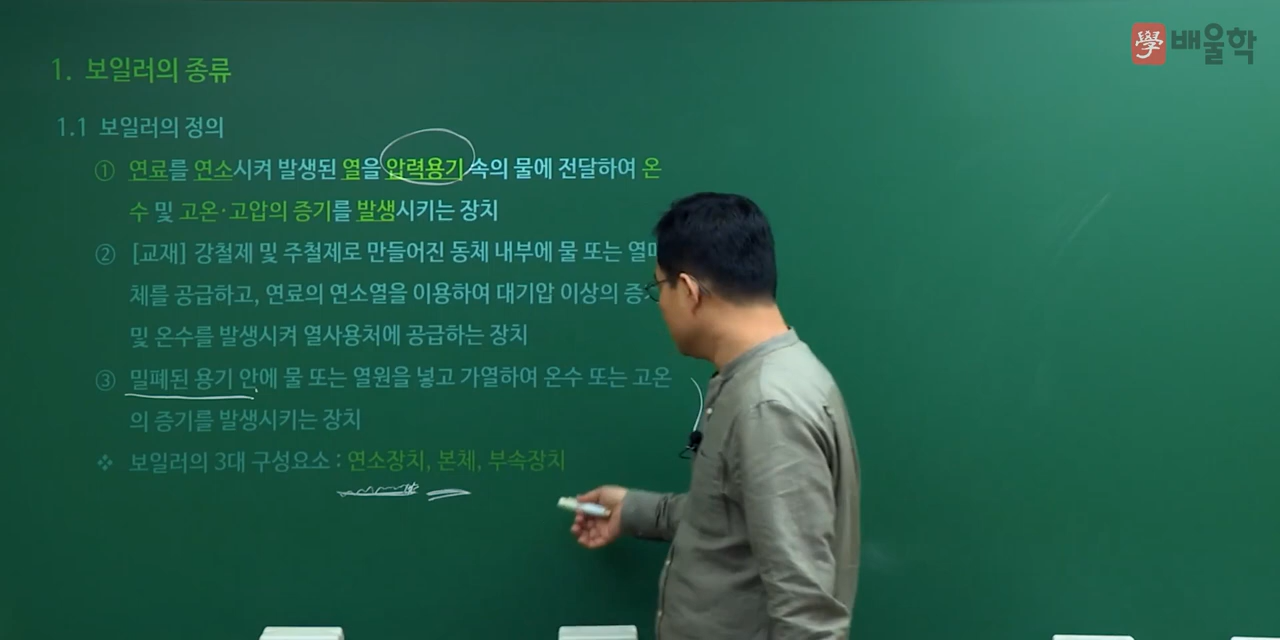 學 배울학
1. 보일러의 종류
1.1 보일러의 정의
① 연료를 연소시켜 발생된 열을 압력용기 속의 물에 전달하여 온
수 및 고온·고압의 증기를 발생시키는 장치
② [교재] 강철제 및 주철제로 만들어진 동체 내부에 물 또는
체를 공급하고, 연료의 연소열을 이용하여 대기압 이상의
및 온수를 발생시켜 열사용처에 공급하는 장치
③ 밀폐된 용기 안에 물 또는 열원을 넣고 가열하여 온수 또는 고온
의 증기를 발생시키는 장치
❖ 보일러의 3대 구성요소 : 연소장치, 본체, 부속장치